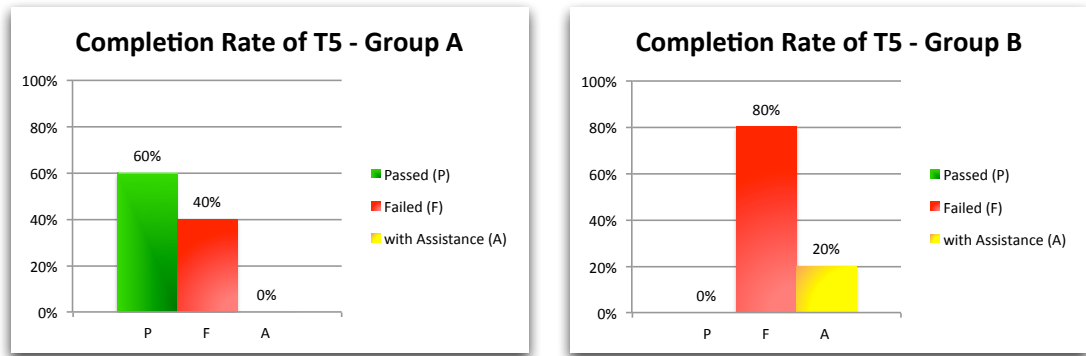 Completion Rate of T5 - Group A
100%
80%
60%
40%
20%
0%
60%
40%
0%
P F A
Passed (P)
Failed (F)
with Assistance (A)
Completion Rate of T5 - Group B
100%
80%
60%
40%
20%
0%
0%
80%
20%
P F A
Passed (P)
Failed (F)
with Assistance (A)